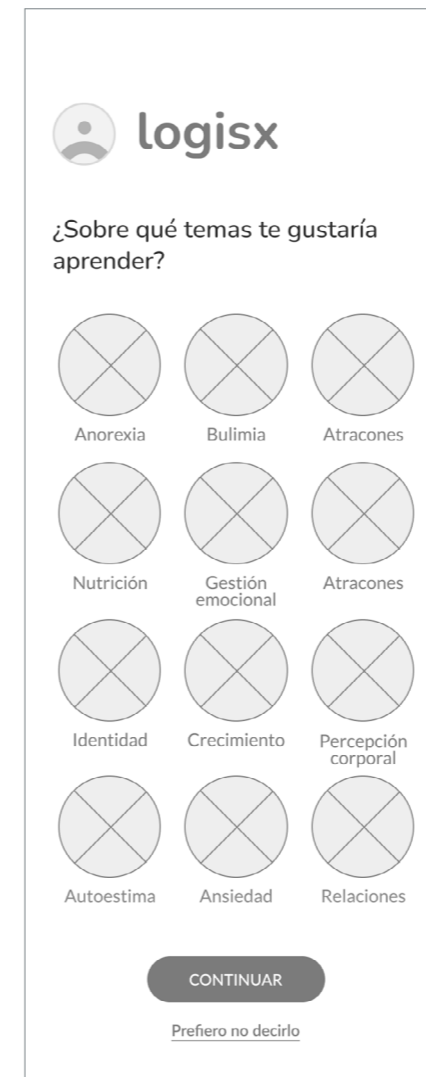 logisx
¿Sobre qué temas te gustaría
aprender?
Anorexia
Bulimia
Atracones
Nutrición
Gestión
emocional
Atracones
Identidad
Crecimiento
Percepción
corporal
Autoestima
Ansiedad
Relaciones
CONTINUAR
Prefiero no decirlo